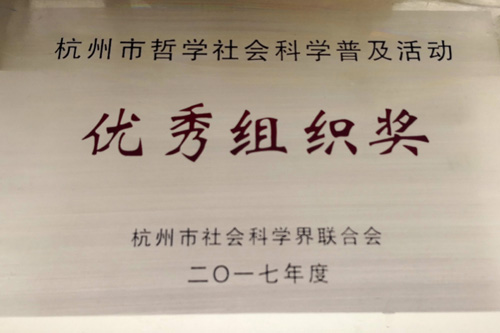 杭州市哲学社会科学普及活动
优秀组织奖
杭州市社会科学界联合会
二〇一七年度